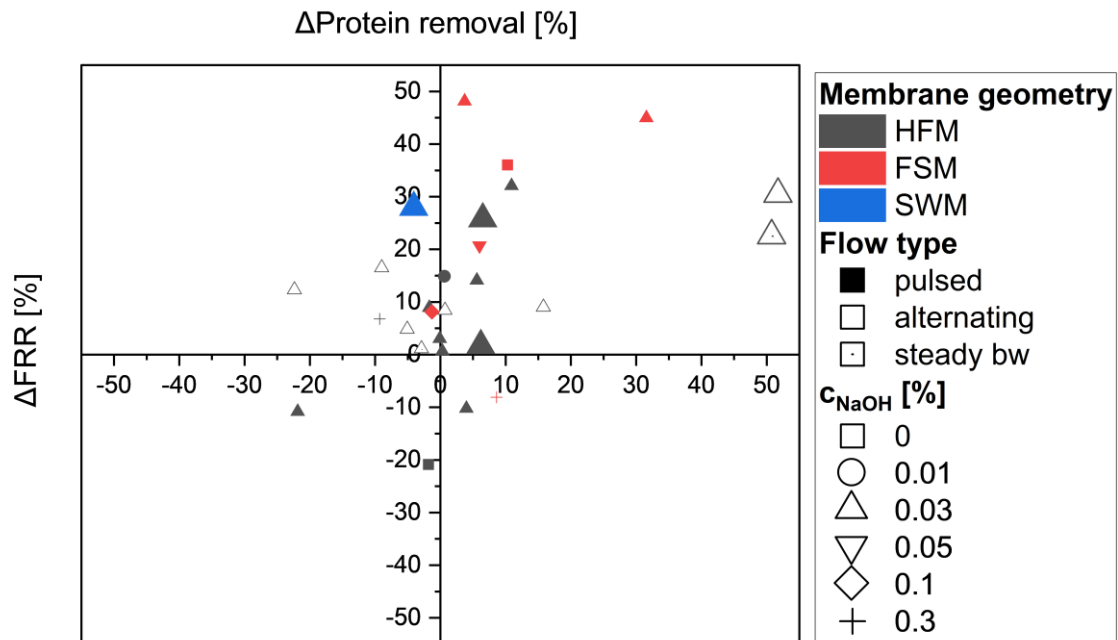 ΔProtein removal [%]
ΔFRR [%]
50
40
30
20
10
0
-10
-20
-30
-40
-50
-50 -40 -30 -20 -10 0 10 20 30 40 50
Membrane geometry
HFM
FSM
SWM
Flow type
pulsed
alternating
steady bw
cNaOH [%]
0
0.01
0.03
0.05
0.1
0.3